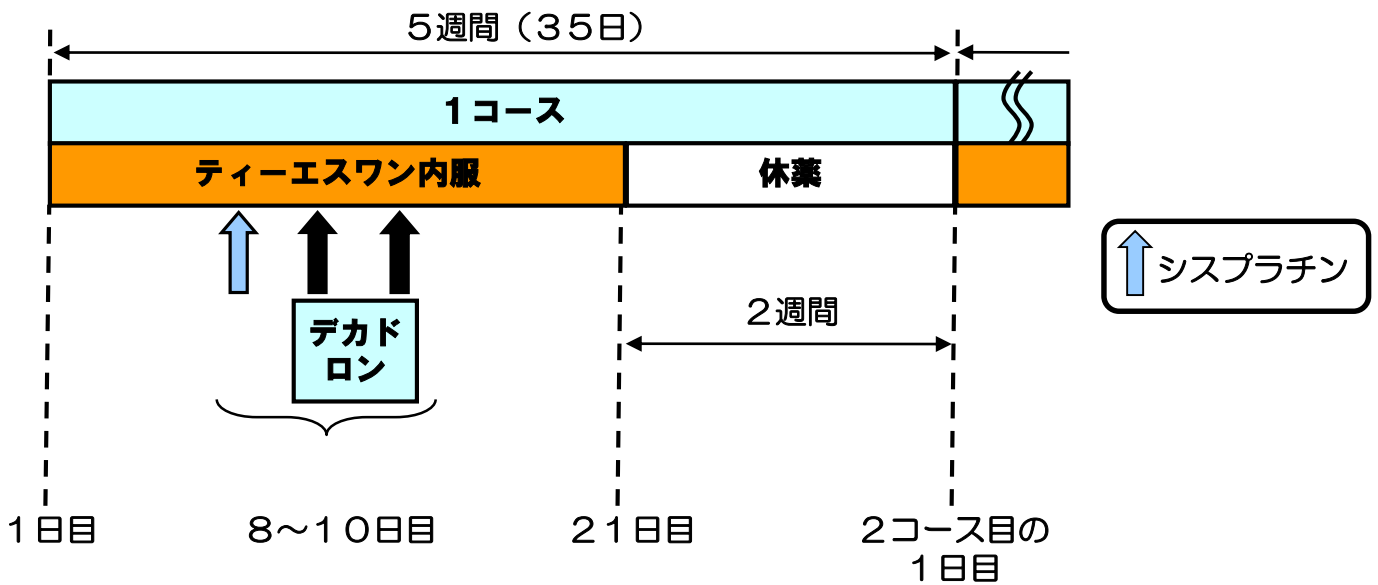 5週間（35日）
1コース
ティーエスワン内服
休薬
シスプラチン
2週間
デカド
ロン
1日目
8～10日目
21日目
2コース目の
1日目